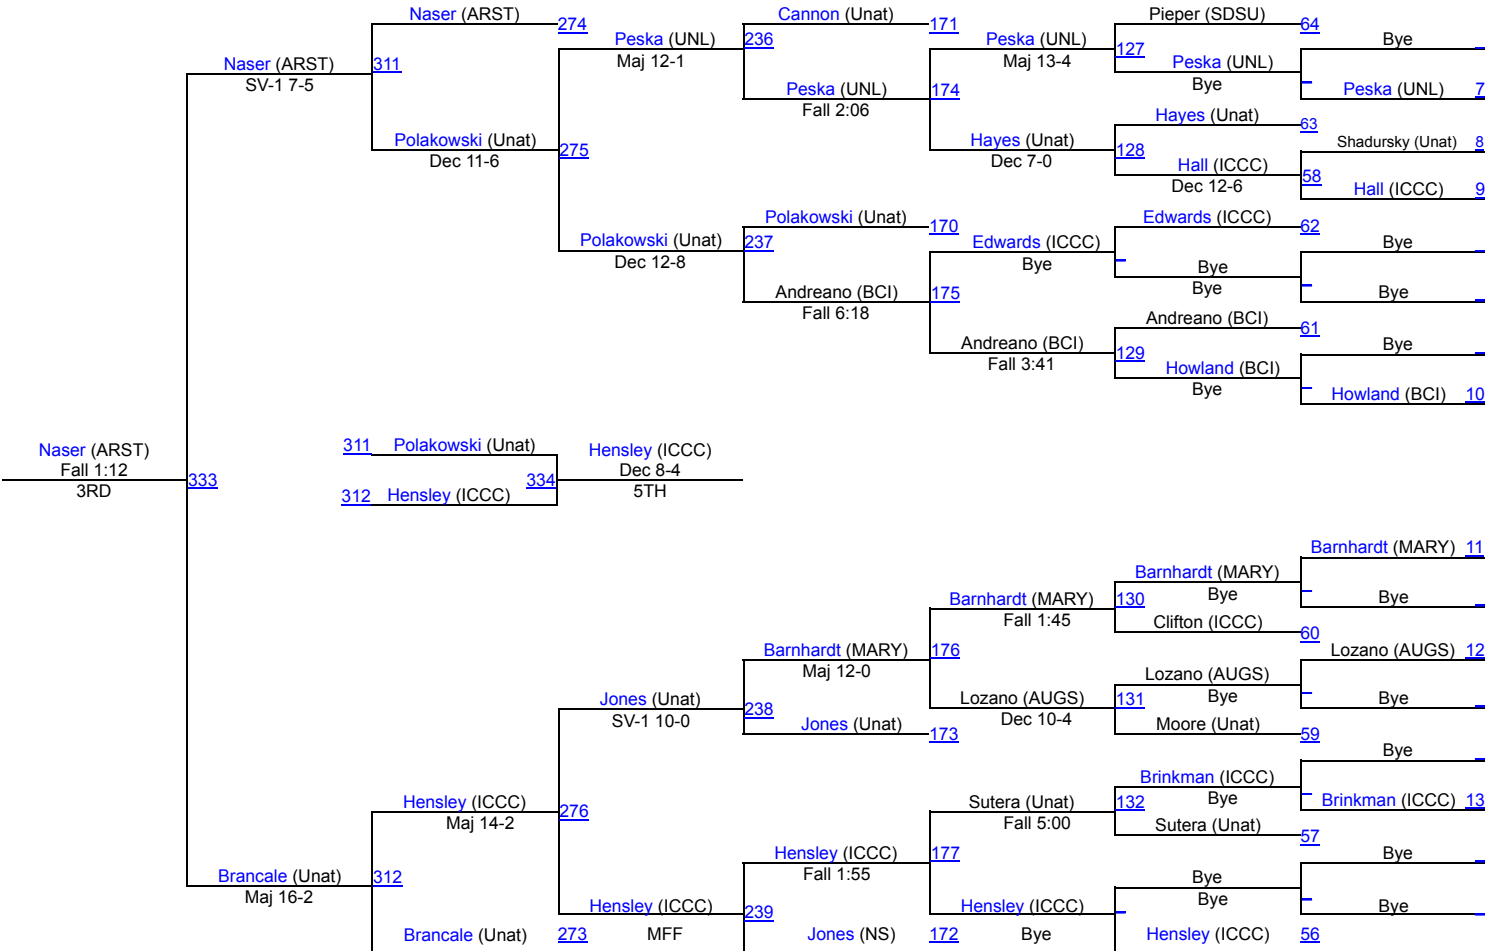 Naser (ARST) 274 Cannon (Unat) 171 Pieper (SDSU) 64
Peska (UNL) 236 Peska (UNL) Bye
Maj 12-1 Maj 13-4 127
Naser (ARST) 311 Peska (UNL)
SV-1 7-5 Bye
Peska (UNL) 174 Peska (UNL) 7
Fall 2:06
Hayes (Unat) 63
Polakowski (Unat) 275 Hayes (Unat) 128 Shadursky (Unat) 8
Dec 11-6 Dec 7-0 Hall (ICCC) 58
Dec 12-6 Hall (ICCC) 9
Polakowski (Unat) 170 Edwards (ICCC) 62
Polakowski (Unat) 237 Edwards (ICCC) Bye
Dec 12-8 Bye Bye
Andreano (BCI) 175 Bye Bye
Fall 6:18
Andreano (BCI) 61
Andreano (BCI) 129 Bye
Fall 3:41 Howland (BCI)
Bye Howland (BCI) 10
Naser (ARST) 311 Polakowski (Unat) Hensley (ICCC)
Fall 1:12 333 334 Dec 8-4
3RD 312 Hensley (ICCC) 5TH
Barnhardt (MARY) 11
Barnhardt (MARY)
Barnhardt (MARY) 130 Bye Bye
Fall 1:45 Clifton (ICCC) 60
Barnhardt (MARY) 176 Lozano (AUGS) 12
Maj 12-0 Lozano (AUGS)
Jones (Unat) 238 Lozano (AUGS) 131 Bye Bye
SV-1 10-0 Dec 10-4
Jones (Unat) 173 Moore (Unat) 59
Bye
Brinkman (ICCC)
Hensley (ICCC) 276 Sutera (Unat) 132 Bye Brinkman (ICCC) 13
Maj 14-2 Fall 5:00 Sutera (Unat) 57
Hensley (ICCC) 177 Bye
Fall 1:55
Brancale (Unat) 312 Bye
Maj 16-2 Bye
Hensley (ICCC) 239 Hensley (ICCC) Bye
Brancale (Unat) 273 MFF Jones (NS) 172 Bye Hensley (ICCC) 56